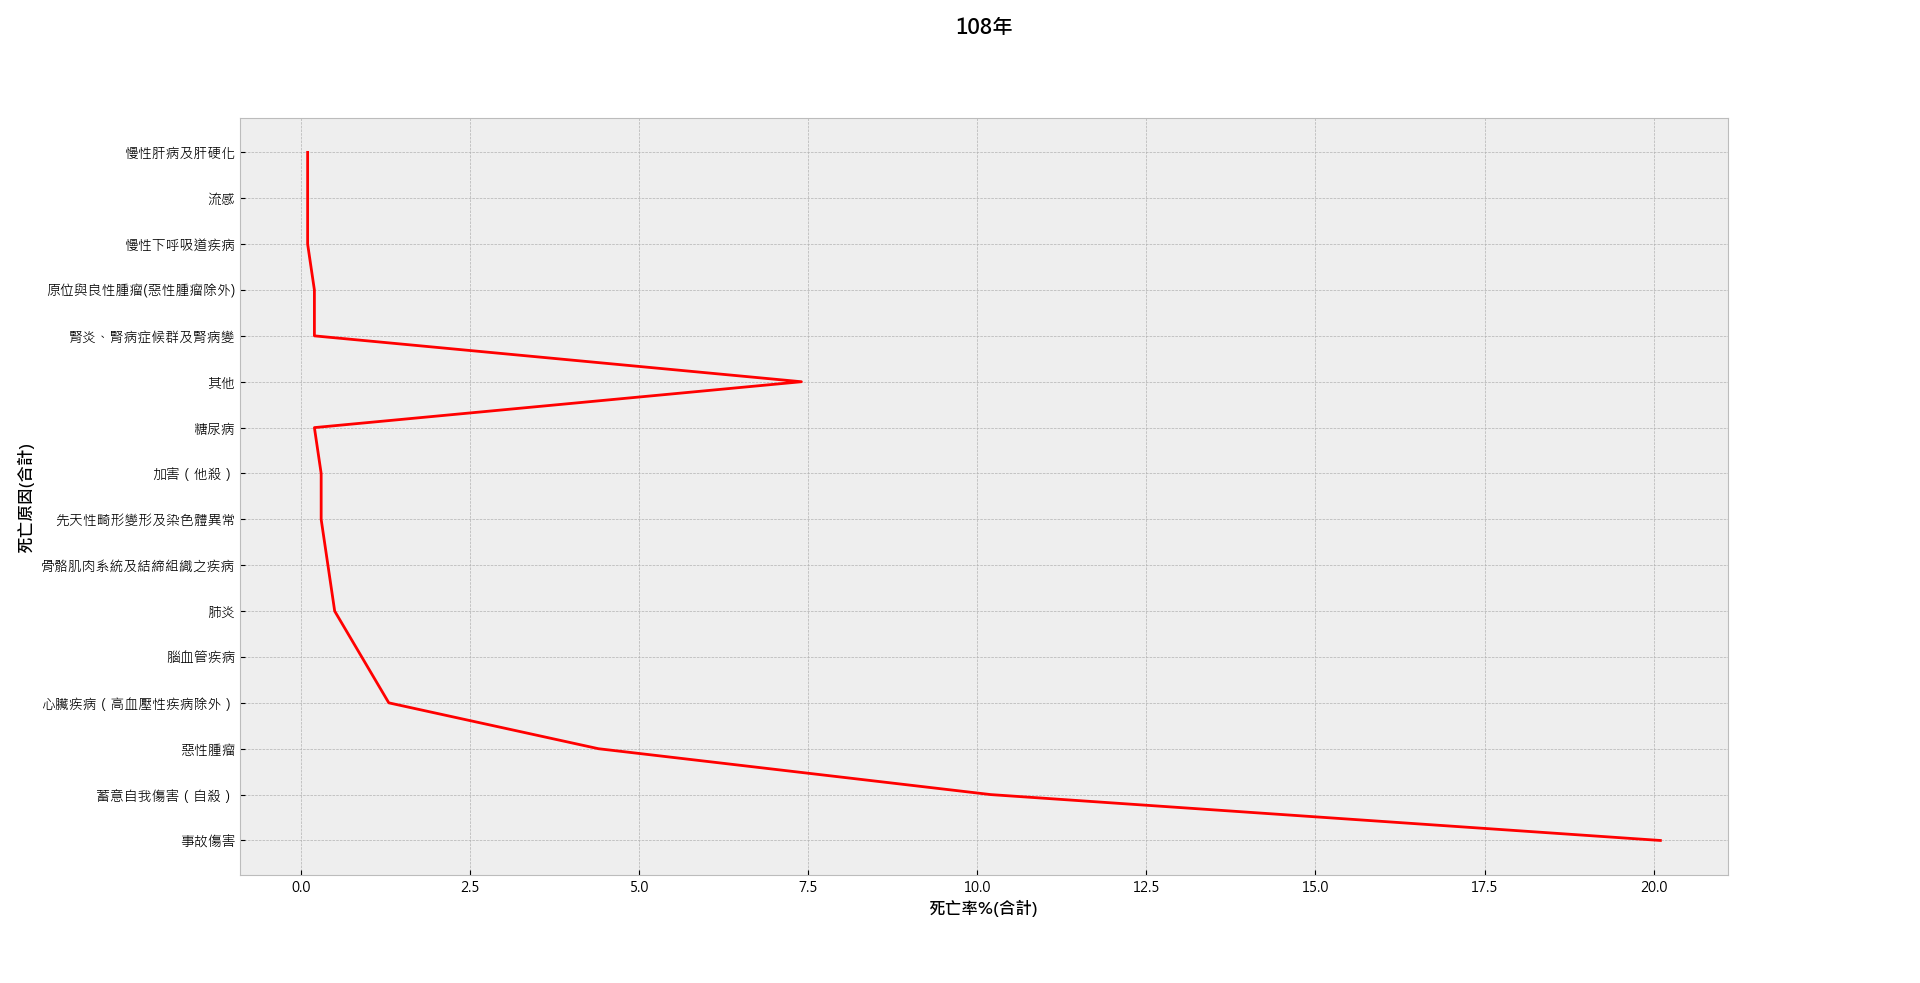 108年
慢性肝病及肝硬化
流感
慢性下呼吸道疾病
原位與良性腫瘤(惡性腫瘤除外)
腎炎、腎病症候群及腎病變
其他
糖尿病
加害（他殺）
先天性畸形變形及染色體異常
骨骼肌肉系統及結締組織之疾病
肺炎
腦血管疾病
心臟疾病（高血壓性疾病除外）
惡性腫瘤
蓄意自我傷害（自殺）
事故傷害
死亡原因(合計)
0.0 2.5 5.0 7.5 10.0 12.5 15.0 17.5 20.0
死亡率%(合計)